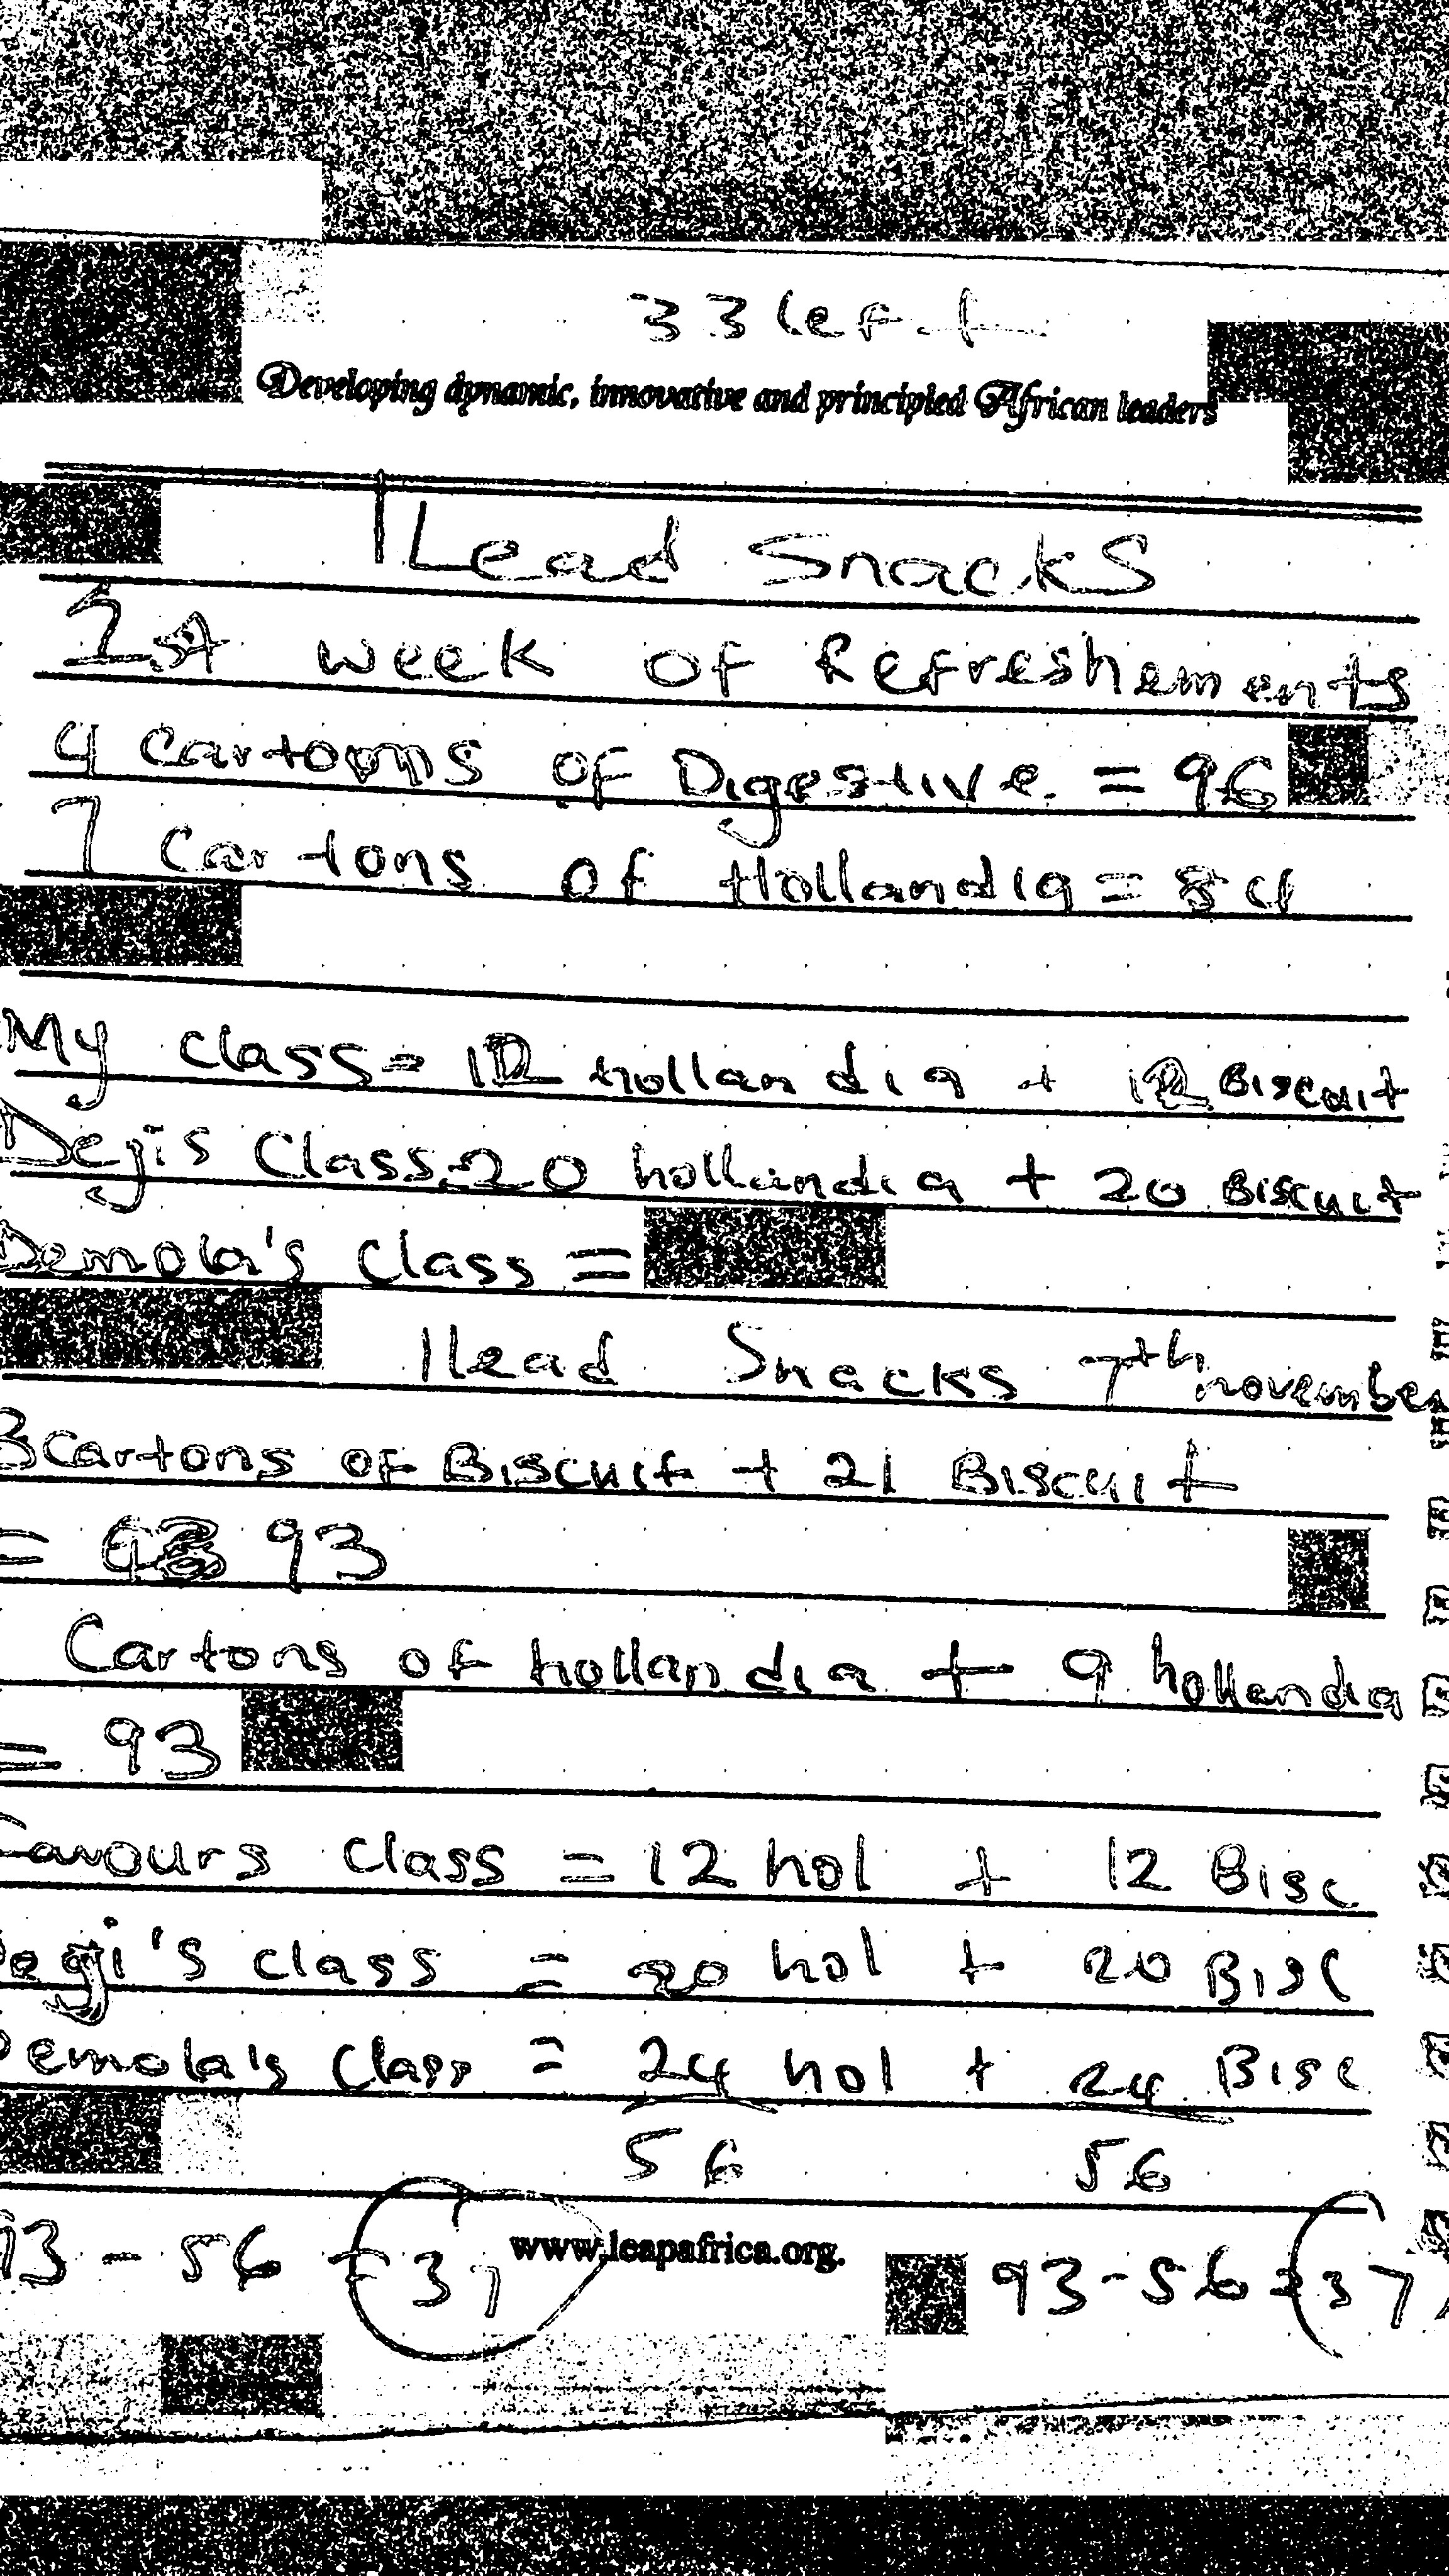 33 left
Developing dynamic, innovative and principled African leaders
ILead Snacks
1st week of Refreshements
4 cartoons of Digestive = 96
7 Cartons of Hollandia = 84
My class = 12 hollandia + 12 Biscuit
Dejis Class = 20 hollandia + 20 Biscuit
Demola's Class =
Ilead Snacks 7th november
3 Cartons of Biscuit + 21 Biscuit
= 93
Cartons of hollandia + 9 hollandia
= 93
Favours Class = 12 hol + 12 Bisc
eji's class = 20 hol + 20 Bisc
Demola's Class = 24 hol + 24 Bisc
56 56
93 - 56 = 37 www.leapafrica.org. 93 - 56 = 37